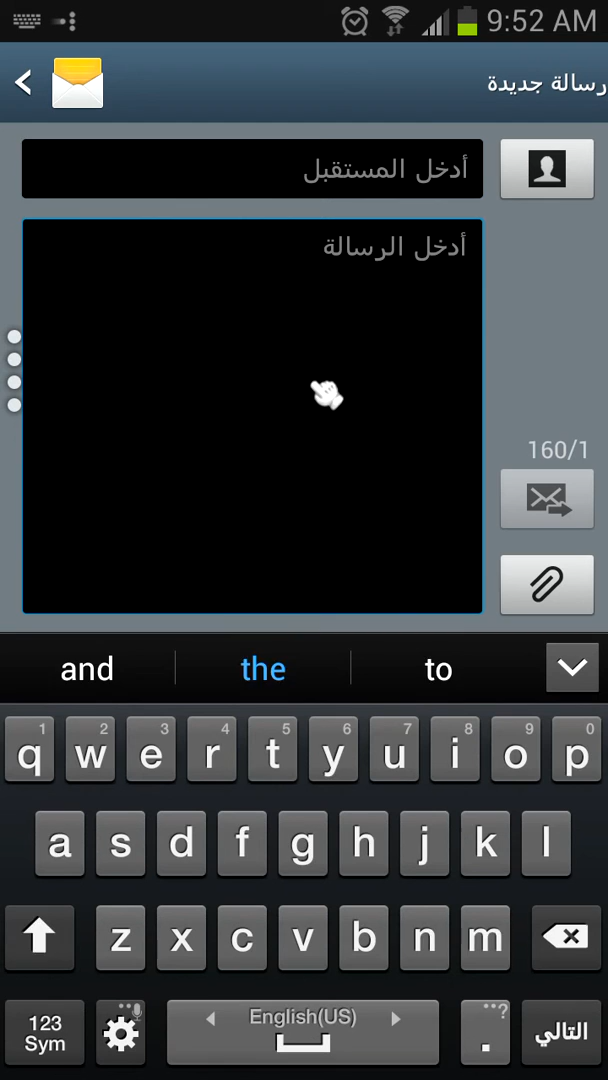 9:52 AM
رسالة جديدة
أدخل المستقبل
أدخل الرسالة
160/1
and the to
1 2 3 4 5 6 7 8 9 0
q w e r t y u i o p
a s d f g h j k l
z x c v b n m
123
Sym
English(US)
..?
.
التالي